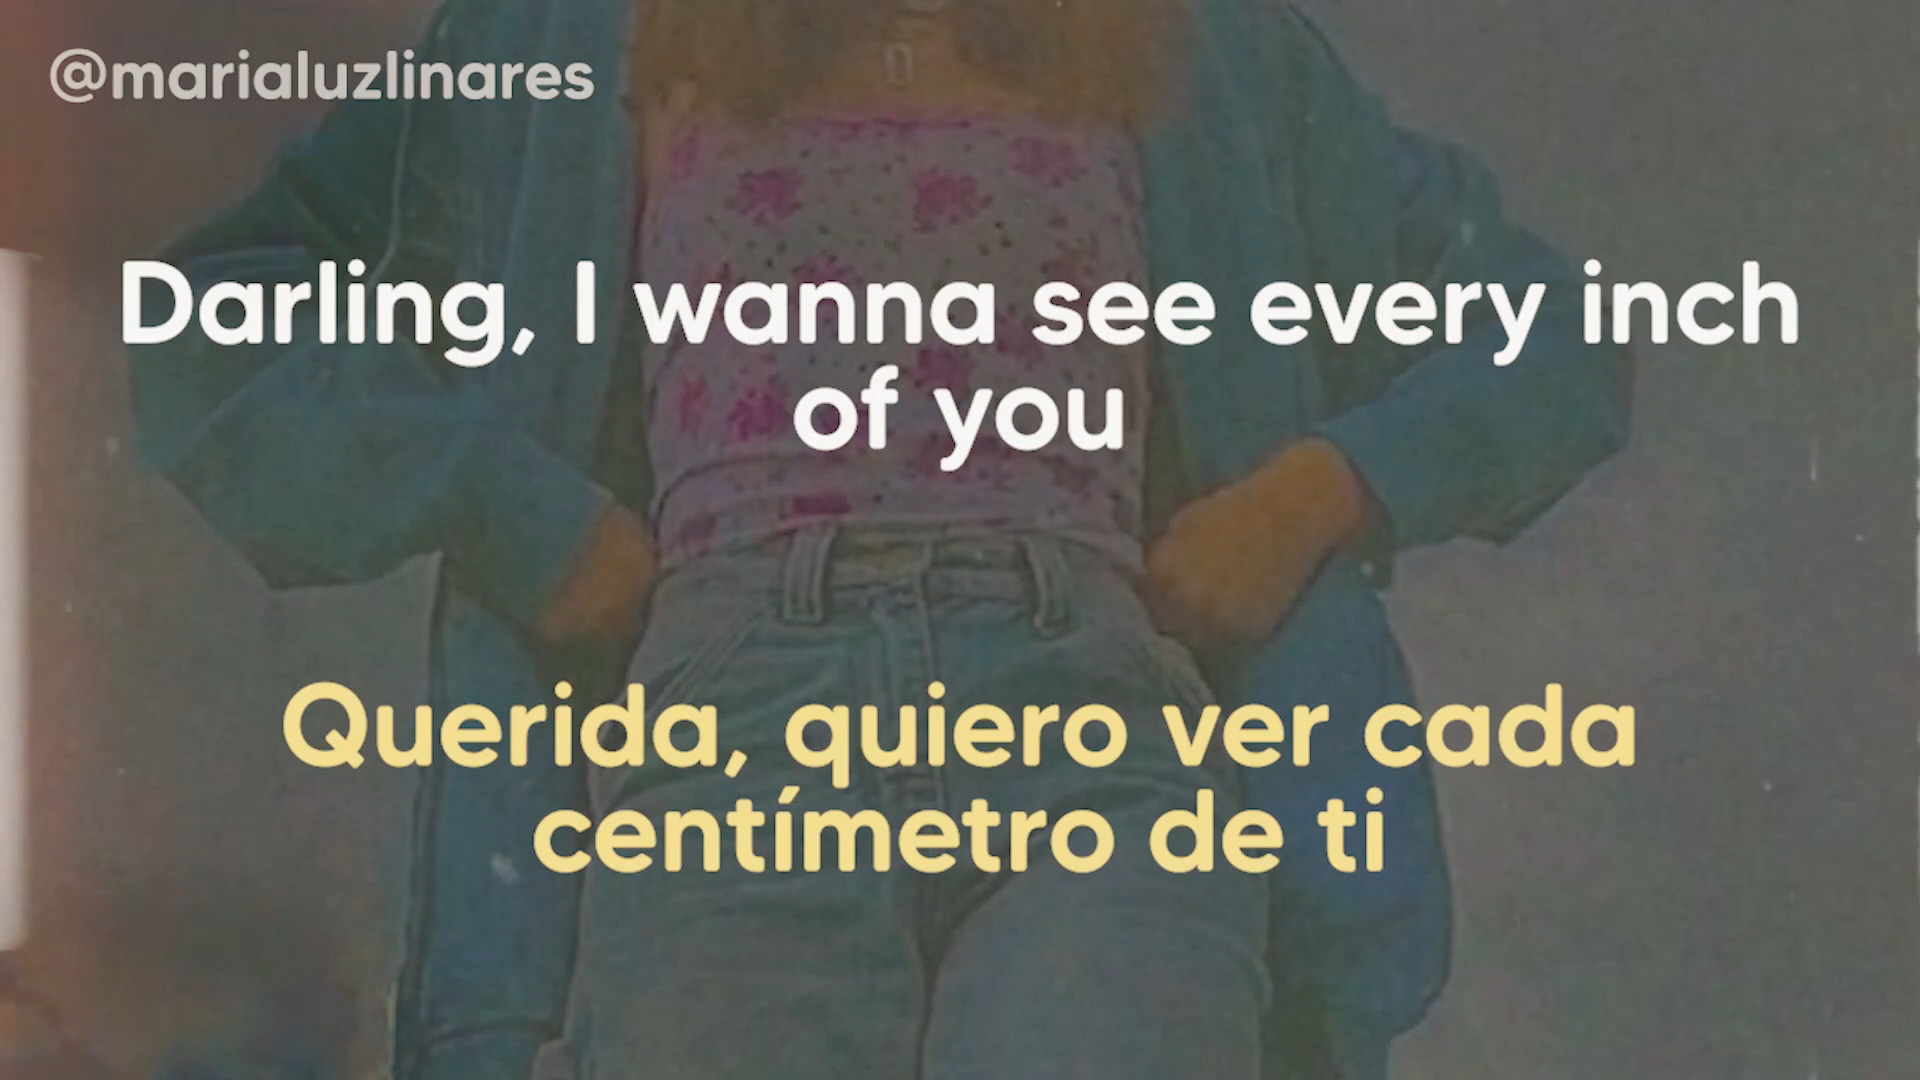 @marialuzlinares
Darling, I wanna see every inch
of you
Querida, quiero ver cada
centímetro de ti